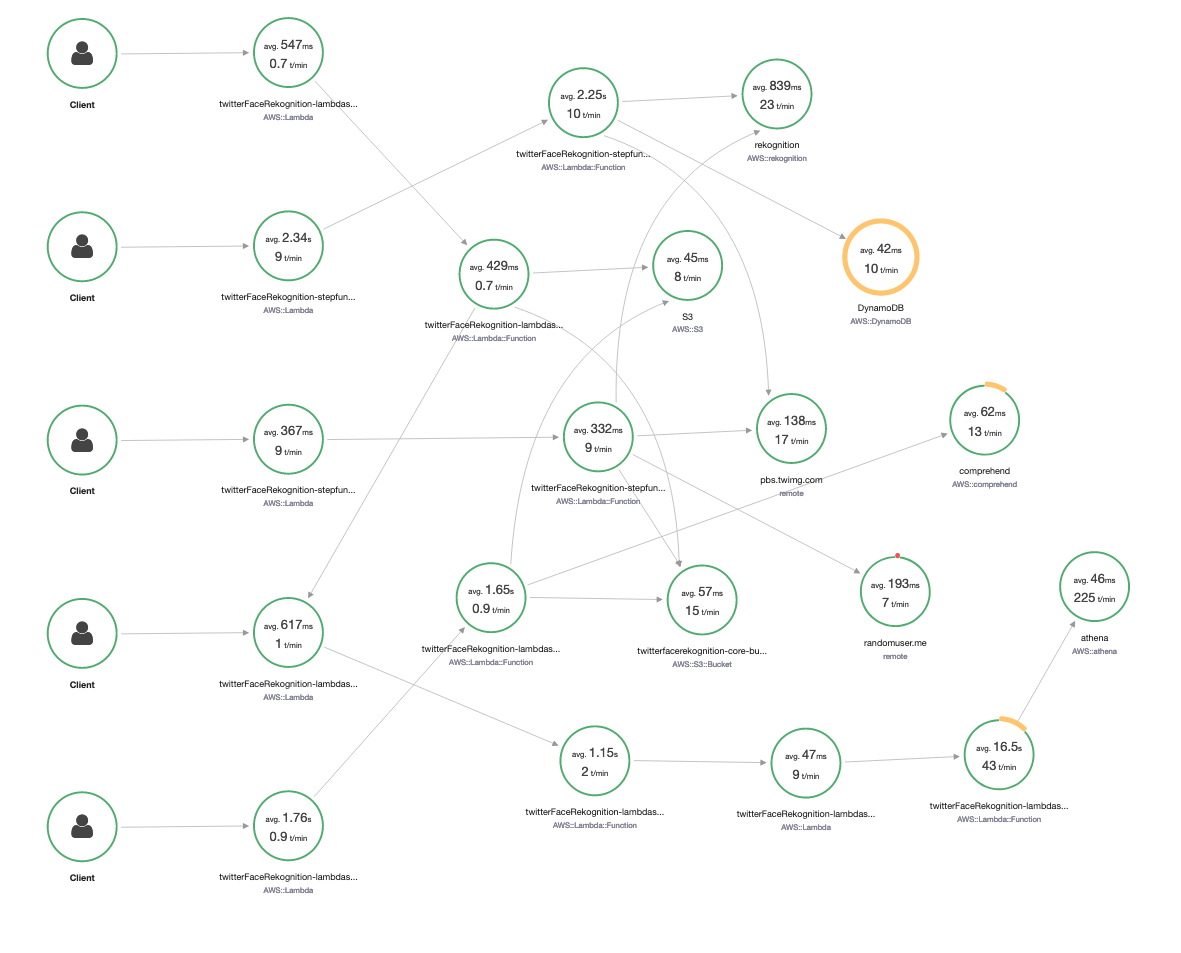 avg. 547ms
0.7 t/min
Client
twitterFaceRekognition-lambdas...
AWS::Lambda
avg. 2.25s
10 t/min
twitterFaceRekognition-stepfun...
AWS::Lambda::Function
avg. 839ms
23 t/min
rekognition
AWS::rekognition
avg. 2.34s
9 t/min
Client
twitterFaceRekognition-stepfun...
AWS::Lambda
avg. 429ms
0.7 t/min
twitterFaceRekognition-lambdas...
AWS::Lambda::Function
avg. 45ms
8 t/min
S3
AWS::S3
avg. 42ms
10 t/min
DynamoDB
AWS::DynamoDB
avg. 367ms
9 t/min
Client
twitterFaceRekognition-stepfun...
AWS::Lambda
avg. 332ms
9 t/min
twitterFaceRekognition-stepfun...
AWS::Lambda::Function
avg. 138ms
17 t/min
pbs.twimg.com
remote
avg. 62ms
13 t/min
comprehend
AWS::comprehend
avg. 617ms
1 t/min
Client
twitterFaceRekognition-lambdas...
AWS::Lambda
avg. 1.65s
0.9 t/min
twitterFaceRekognition-lambdas...
AWS::Lambda::Function
avg. 57ms
15 t/min
twitterfacerekognition-core-bu...
AWS::S3::Bucket
avg. 193ms
7 t/min
randomuser.me
remote
avg. 46ms
225 t/min
athena
AWS::athena
avg. 1.15s
2 t/min
twitterFaceRekognition-lambdas...
AWS::Lambda::Function
avg. 47ms
9 t/min
twitterFaceRekognition-lambdas...
AWS::Lambda
avg. 16.5s
43 t/min
twitterFaceRekognition-lambdas...
AWS::Lambda::Function
avg. 1.76s
0.9 t/min
Client
twitterFaceRekognition-lambdas...
AWS::Lambda